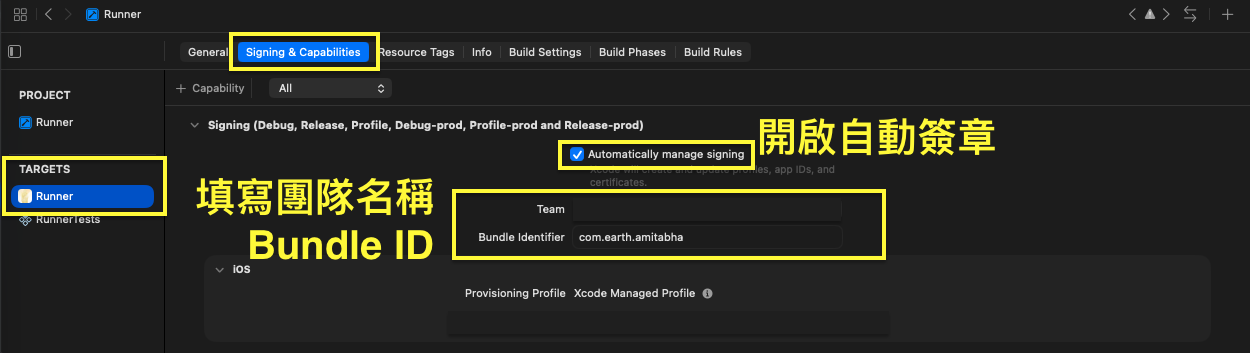 Runner
General
Signing & Capabilities
Resource Tags
Info
Build Settings
Build Phases
Build Rules
PROJECT
Runner
TARGETS
Runner
RunnerTests
Capability
All
Signing (Debug, Release, Profile, Debug-prod, Profile-prod and Release-prod)
Automatically manage signing
開啟自動簽章
Xcode will create and update profiles, app IDs, and
certificates.
填寫團隊名稱
Bundle ID
Team
Bundle Identifier com.earth.amitabha
iOS
Provisioning Profile Xcode Managed Profile